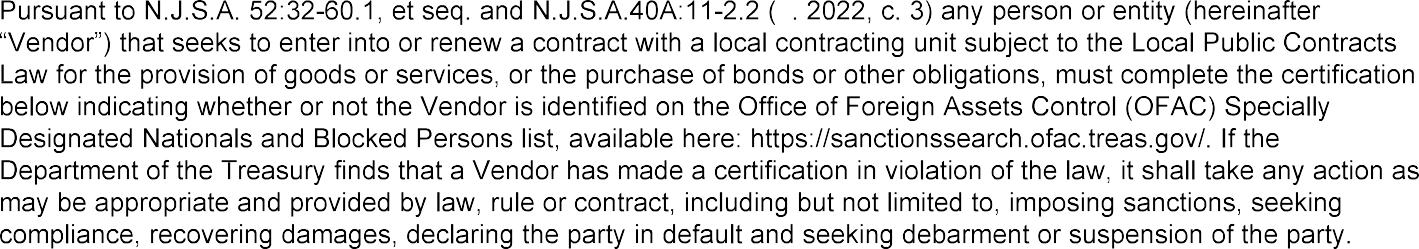 Pursuant to N.J.S.A. 52:32-60.1, et seq. and N.J.S.A.40A:11-2.2 ( . 2022, c. 3) any person or entity (hereinafter
“Vendor”) that seeks to enter into or renew a contract with a local contracting unit subject to the Local Public Contracts
Law for the provision of goods or services, or the purchase of bonds or other obligations, must complete the certification
below indicating whether or not the Vendor is identified on the Office of Foreign Assets Control (OFAC) Specially
Designated Nationals and Blocked Persons list, available here: https://sanctionssearch.ofac.treas.gov/. If the
Department of the Treasury finds that a Vendor has made a certification in violation of the law, it shall take any action as
may be appropriate and provided by law, rule or contract, including but not limited to, imposing sanctions, seeking
compliance, recovering damages, declaring the party in default and seeking debarment or suspension of the party.